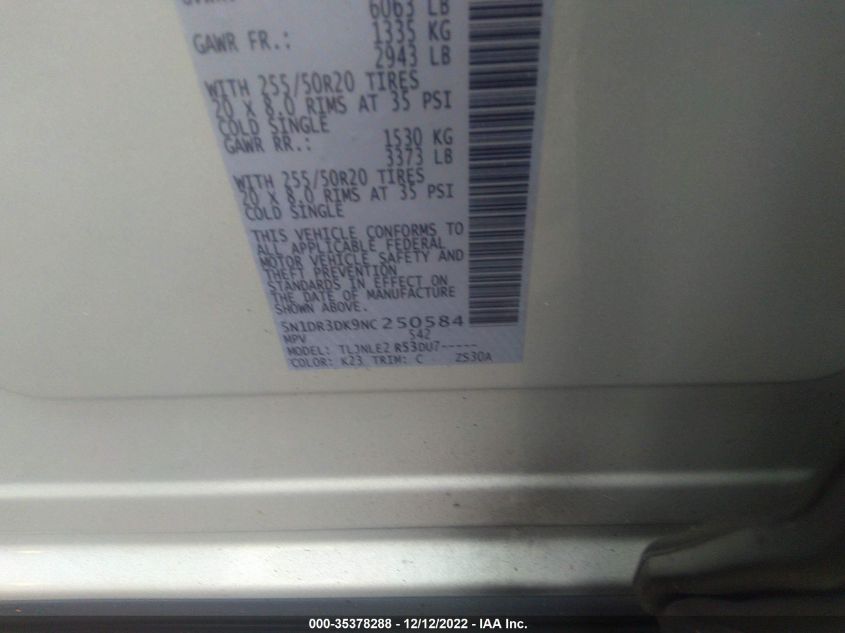 6063 LB
GAWR FR.: 1335 KG
2943 LB
WITH 255/50R20 TIRES
20 X 8.0 RIMS AT 35 PSI
COLD SINGLE
GAWR RR.: 1530 KG
3373 LB
WITH 255/50R20 TIRES
20 X 8.0 RIMS AT 35 PSI
COLD SINGLE
THIS VEHICLE CONFORMS TO
ALL APPLICABLE FEDERAL
MOTOR VEHICLE SAFETY AND
THEFT PREVENTION
STANDARDS IN EFFECT ON
THE DATE OF MANUFACTURE
SHOWN ABOVE.
5N1DR3DK9NC250584
MPV 542
MODEL: TLJNLE2 R53DU7-----
COLOR: K23 TRIM: C ZS30A
000-35378288 - 12/12/2022 - IAA Inc.